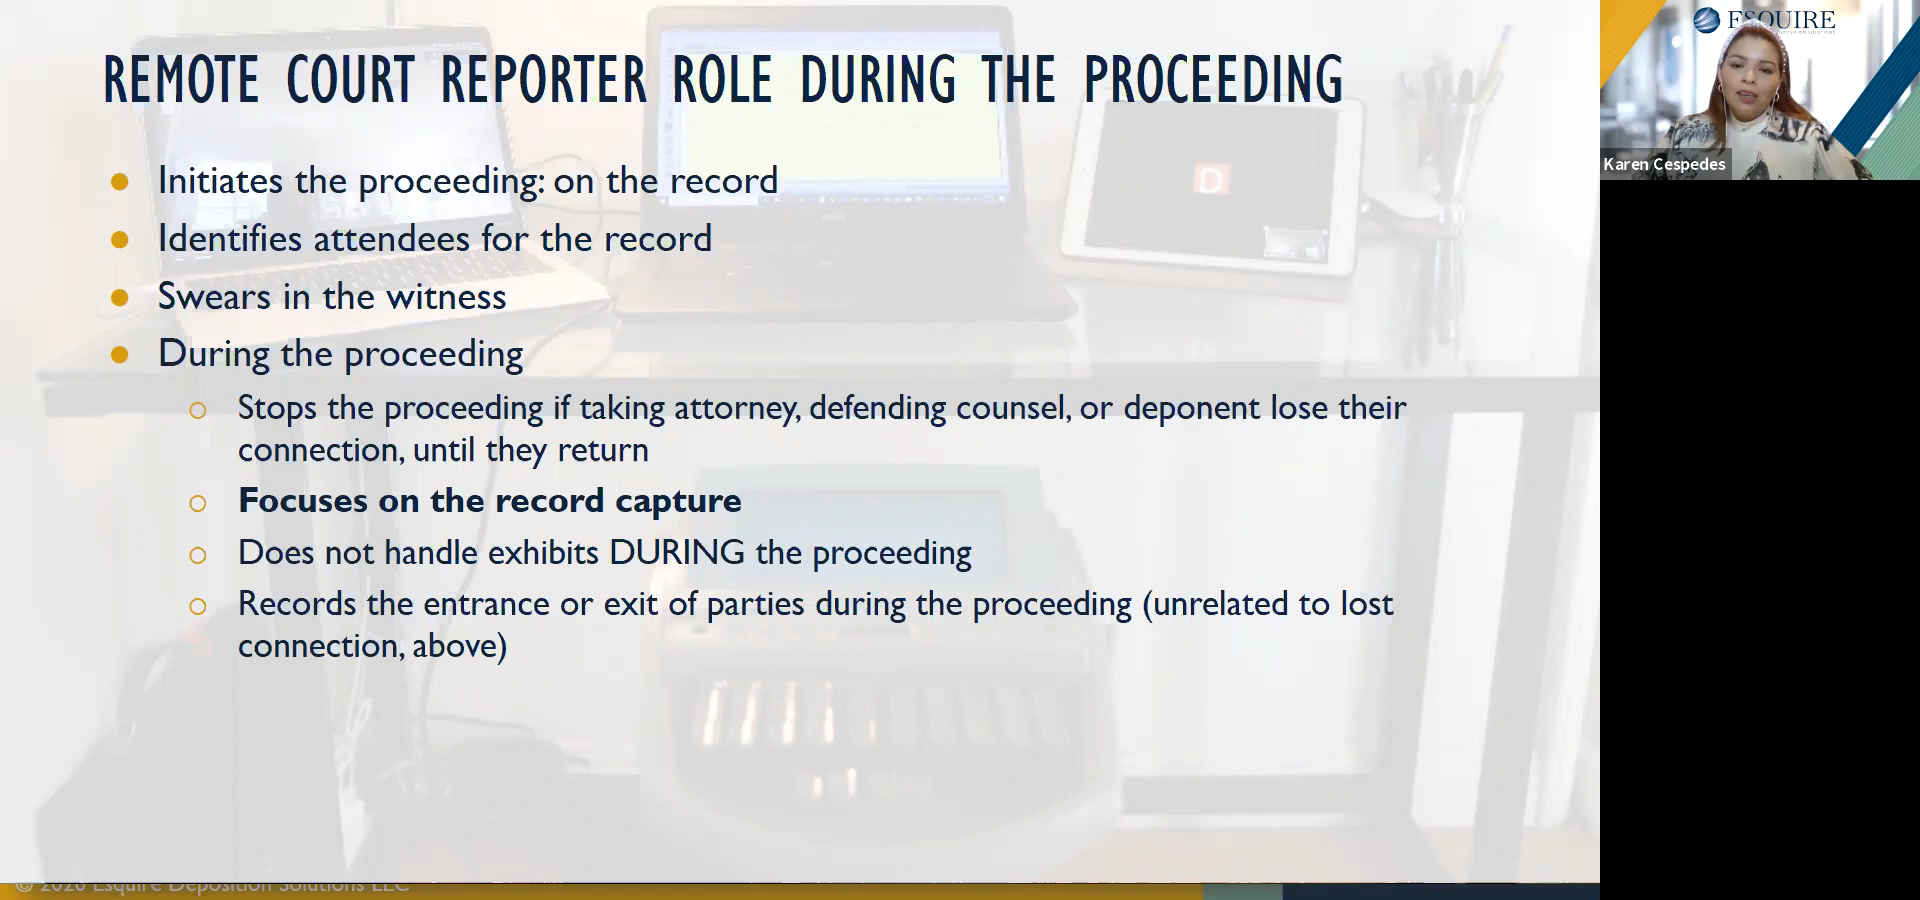 REMOTE COURT REPORTER ROLE DURING THE PROCEEDING
Initiates the proceeding: on the record
Identifies attendees for the record
Swears in the witness
During the proceeding
Stops the proceeding if taking attorney, defending counsel, or deponent lose their
connection, until they return
Focuses on the record capture
Does not handle exhibits DURING the proceeding
Records the entrance or exit of parties during the proceeding (unrelated to lost
connection, above)
© 2020 Esquire Deposition Solutions LLC
ESQUIRE
DEPOSITION SOLUTIONS
Karen Cespedes
D